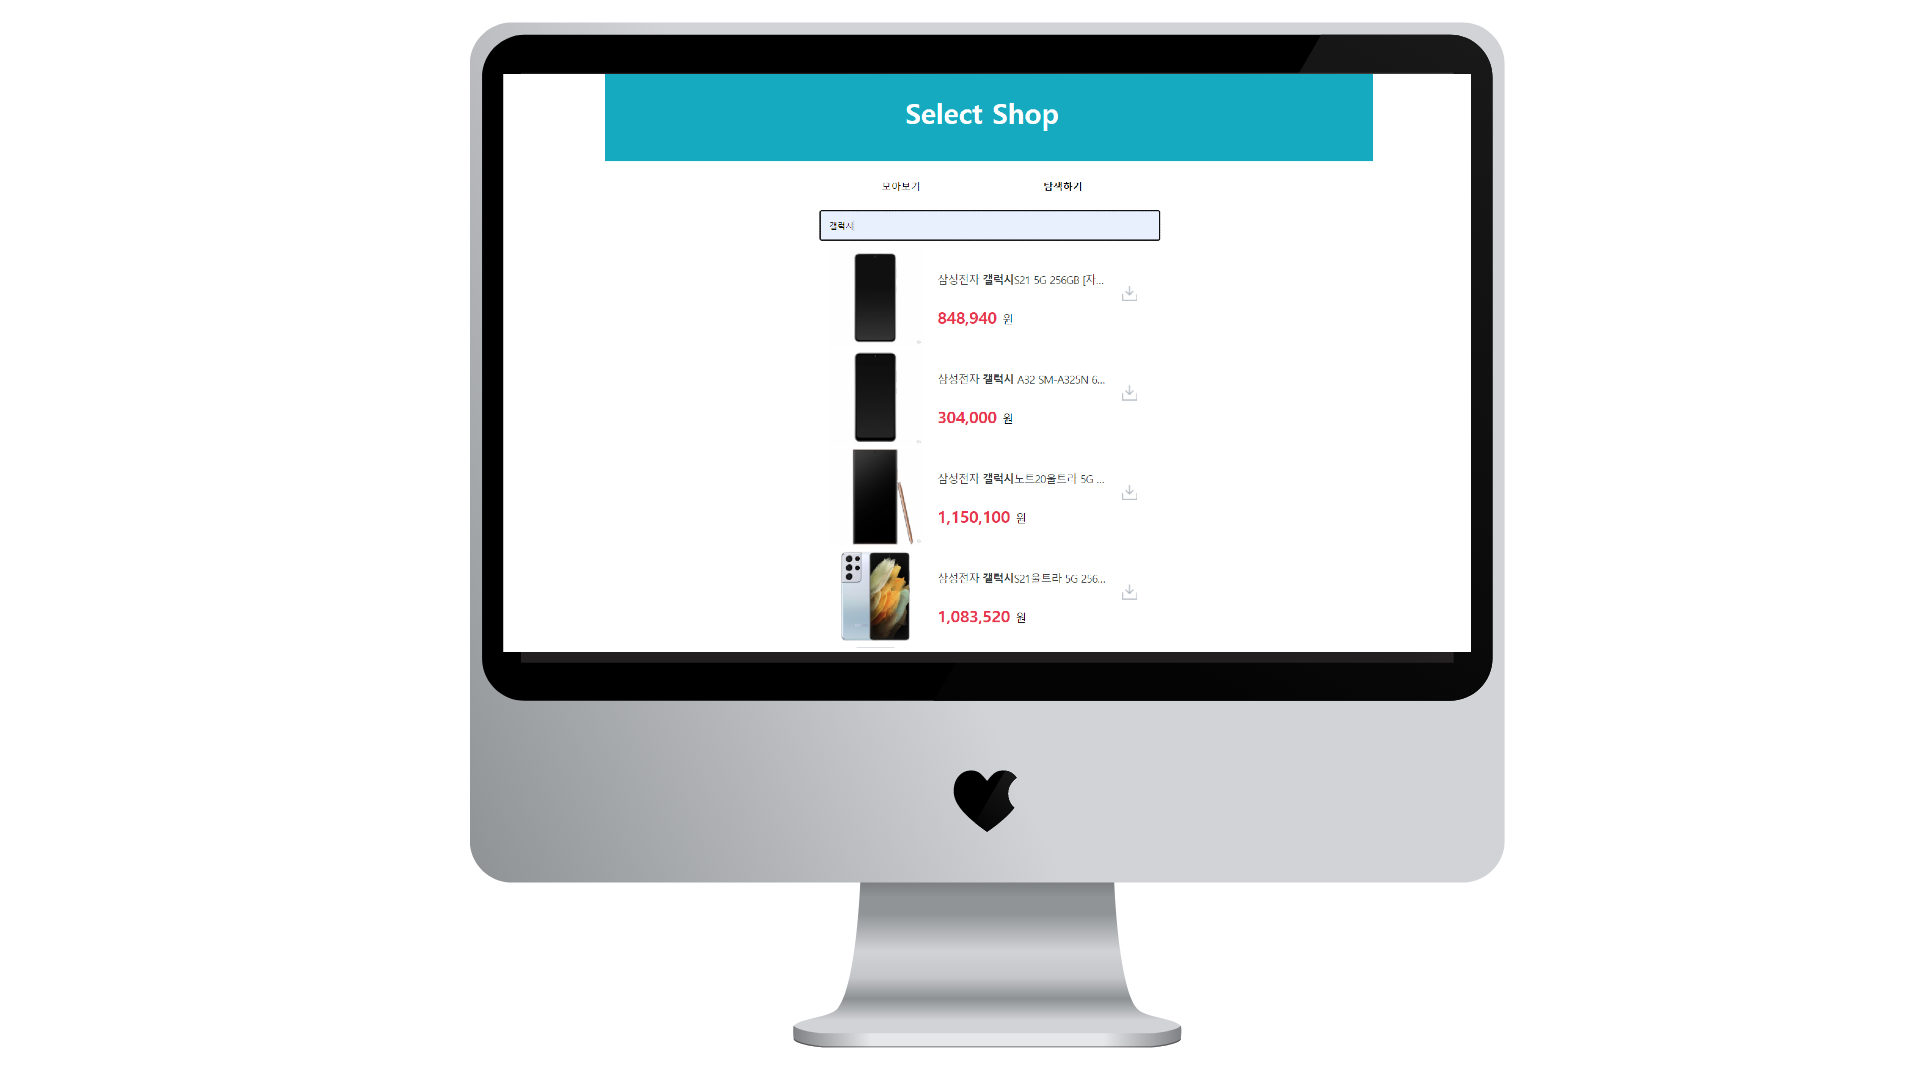 Select Shop
모아보기 탐색하기
갤럭시
삼성전자 갤럭시S21 5G 256GB [자...
848,940 원
삼성전자 갤럭시 A32 SM-A325N 6...
304,000 원
삼성전자 갤럭시노트20울트라 5G ...
1,150,100 원
삼성전자 갤럭시S21울트라 5G 256...
1,083,520 원